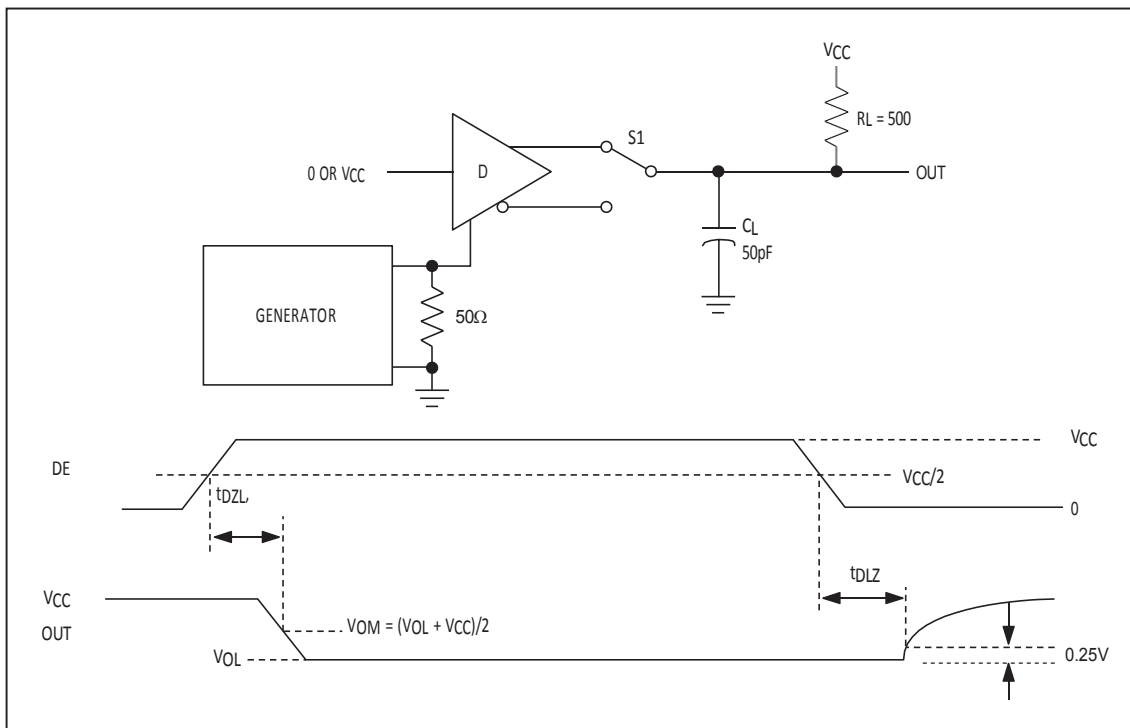 VCC
RL = 500
S1
0 OR VCC
D
OUT
CL
50pF
GENERATOR
50Ω
VCC
DE
VCC/2
tDZL,
0
tDLZ
VCC
OUT
VOM = (VOL + VCC)/2
VOL
0.25V